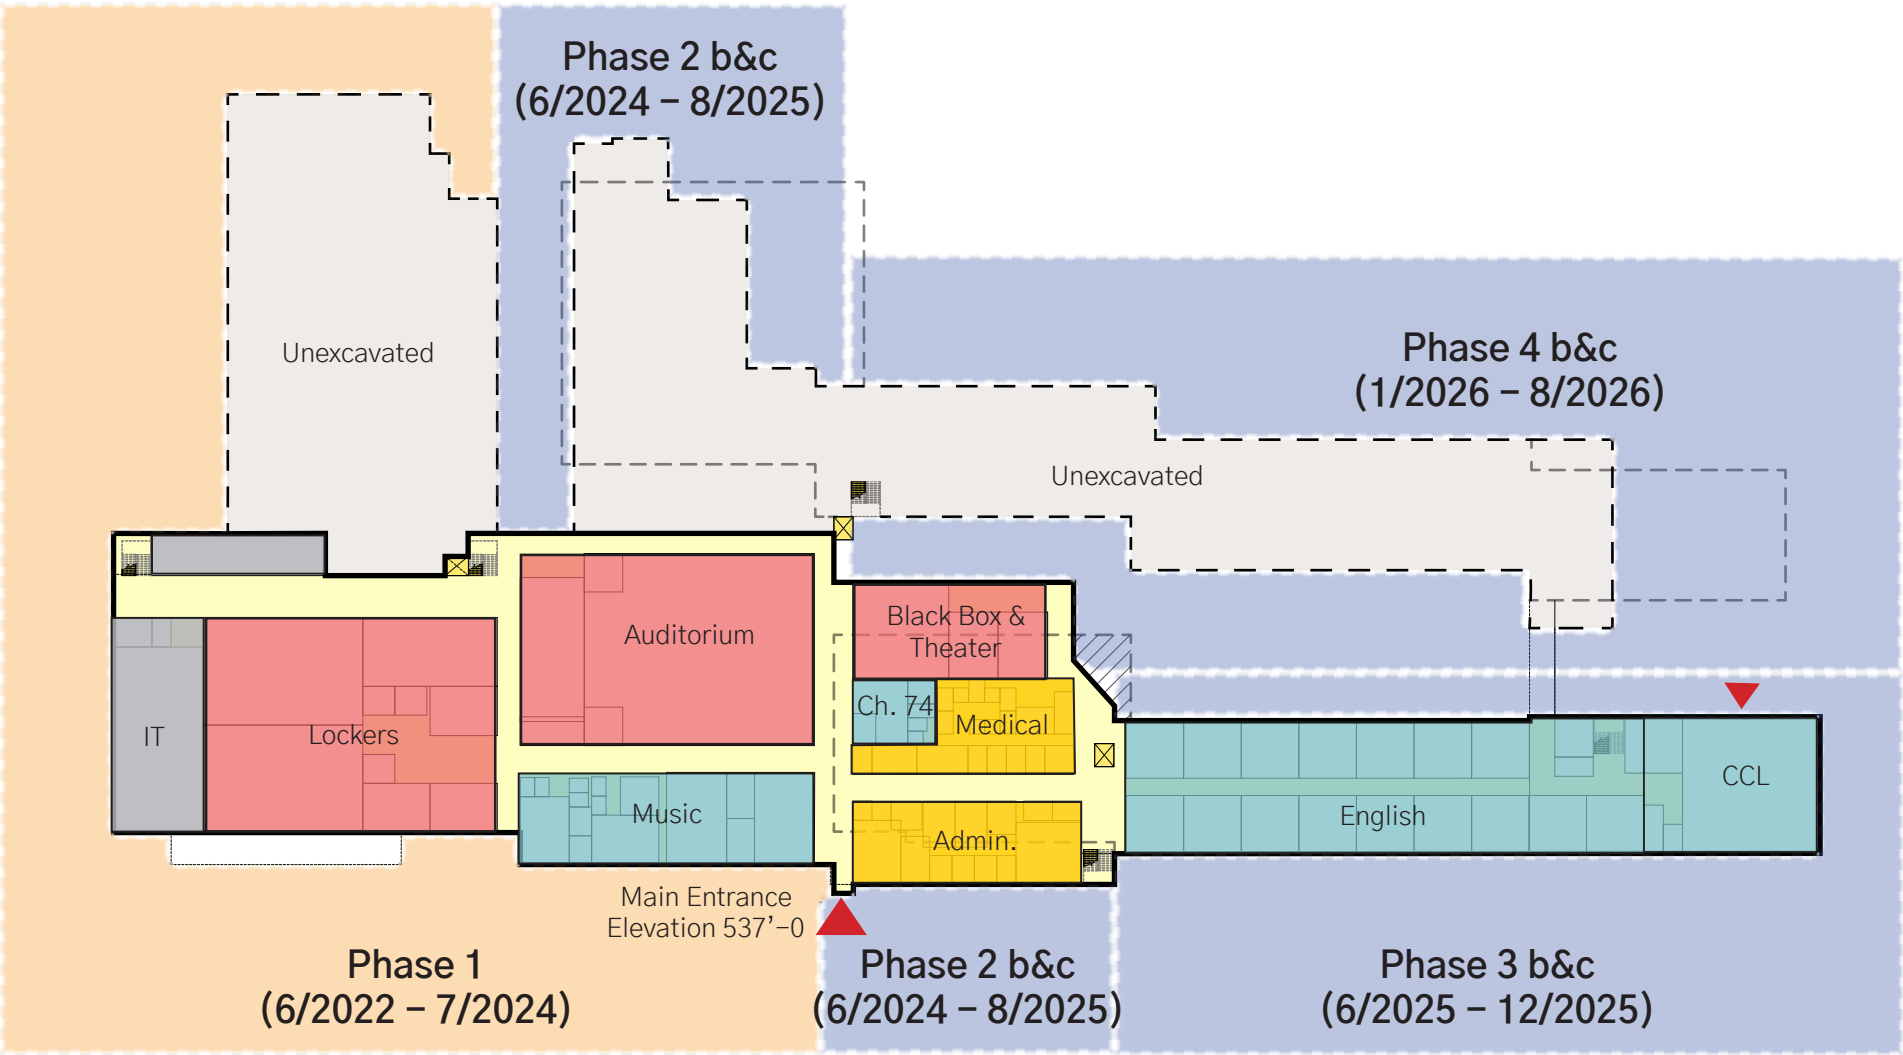 Phase 2 b&c
(6/2024 – 8/2025)
Unexcavated
Phase 4 b&c
(1/2026 – 8/2026)
Unexcavated
Auditorium
Black Box &
Theater
Ch. 74
Medical
IT
Lockers
Music
Admin.
English
CCL
Main Entrance
Elevation 537’–0
Phase 1
(6/2022 – 7/2024)
Phase 2 b&c
(6/2024 – 8/2025)
Phase 3 b&c
(6/2025 – 12/2025)